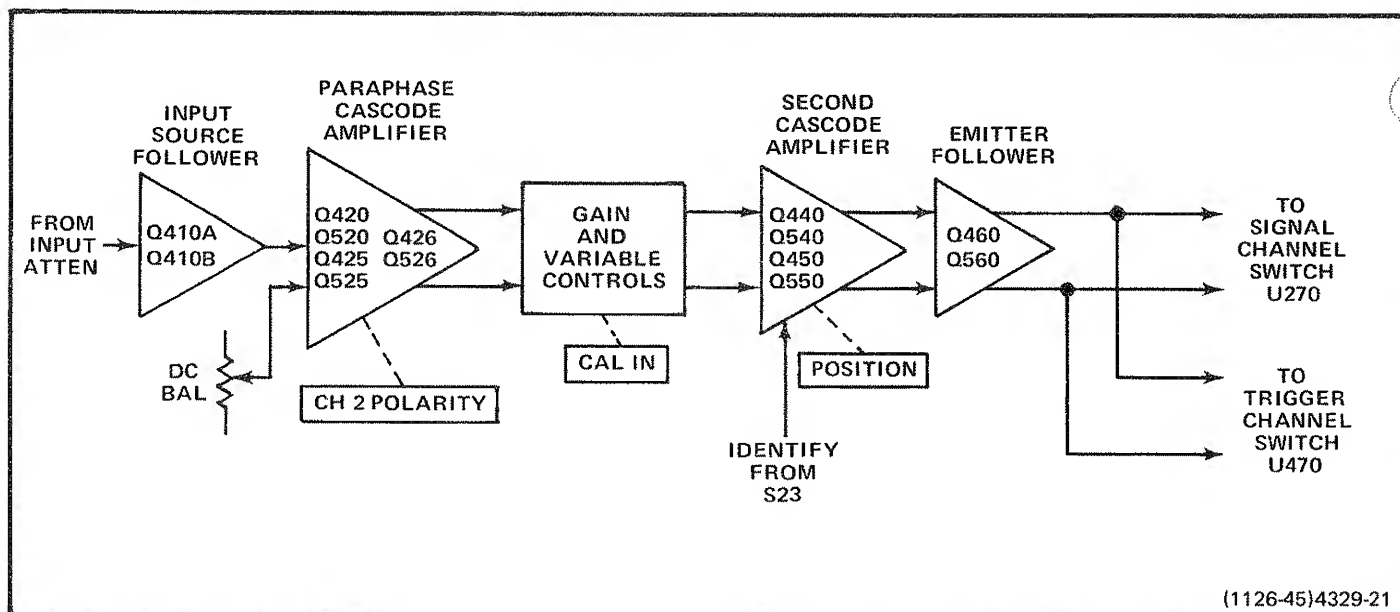 INPUT
SOURCE
FOLLOWER
FROM
INPUT
ATTEN
Q410A
Q410B
PARAPHASE
CASCODE
AMPLIFIER
Q420
Q520 Q426
Q425 Q526
Q525
DC
BAL
CH 2 POLARITY
GAIN
AND
VARIABLE
CONTROLS
CAL IN
SECOND
CASCODE
AMPLIFIER
Q440
Q540
Q450
Q550
POSITION
IDENTIFY
FROM
S23
EMITTER
FOLLOWER
Q460
Q560
TO
SIGNAL
CHANNEL
SWITCH
U270
TO
TRIGGER
CHANNEL
SWITCH
U470
(1126-45)4329-21